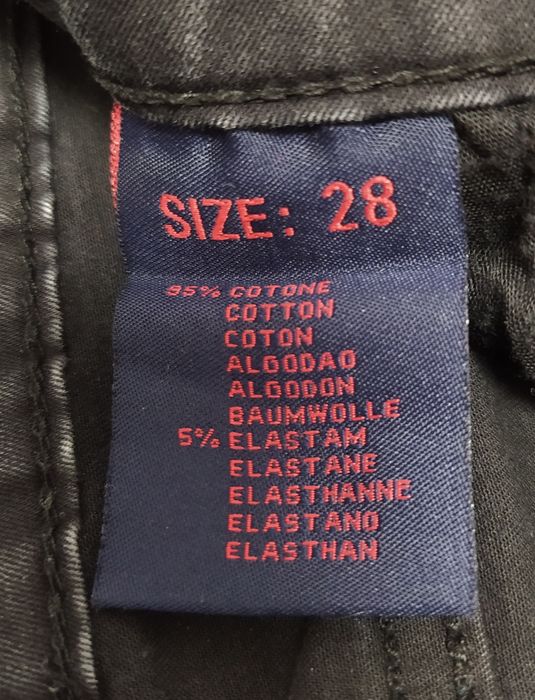 SIZE: 28
95% COTONE
COTTON
COTON
ALGODAO
ALGODON
BAUMWOLLE
5% ELASTAM
ELASTANE
ELASTHANNE
ELASTANO
ELASTHAN